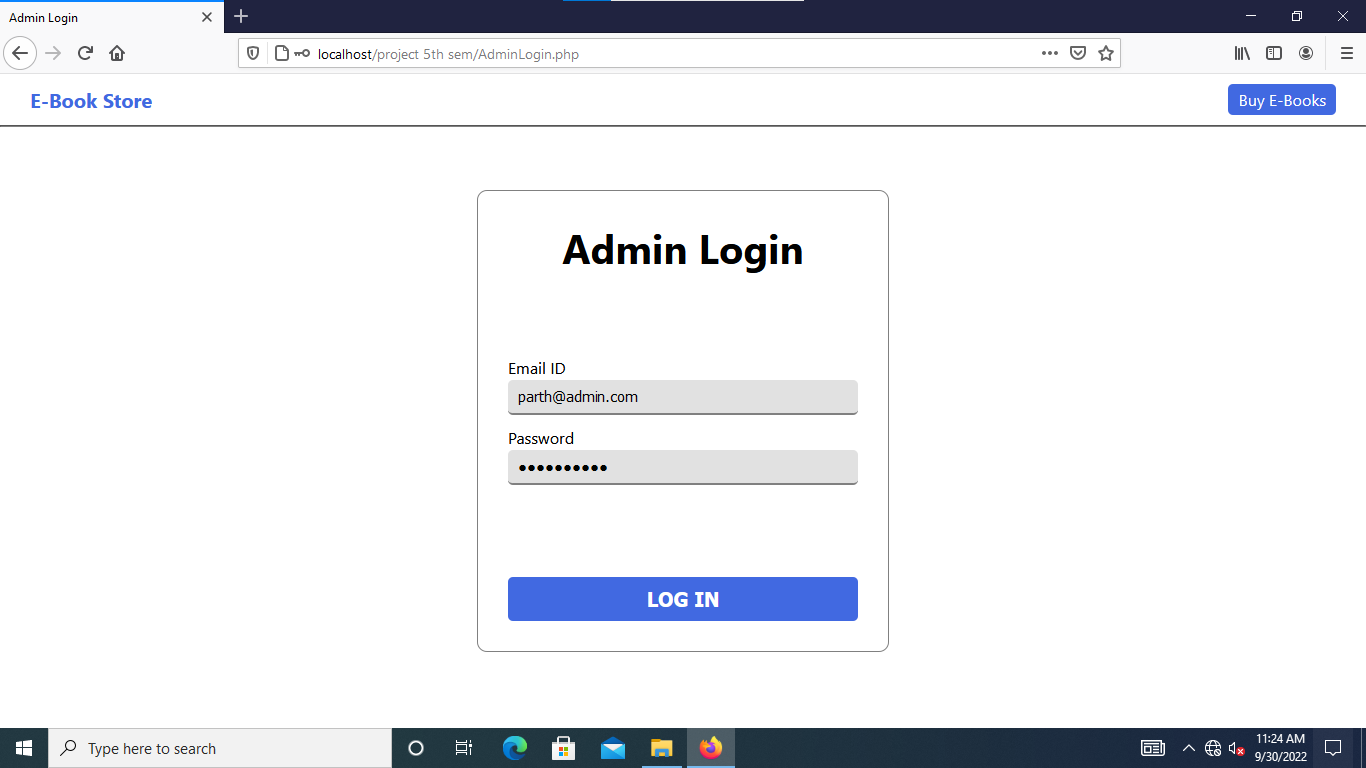 Admin Login
localhost/project 5th sem/AdminLogin.php
E-Book Store
Buy E-Books
Admin Login
Email ID
parth@admin.com
Password
••••••••••
LOG IN
Type here to search
11:24 AM
9/30/2022